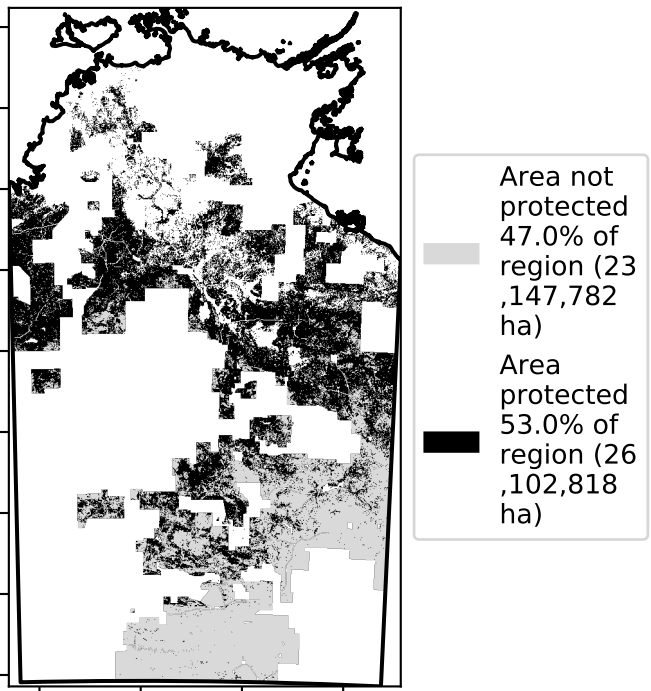 Area not
protected
47.0% of
region (23
,147,782
ha)
Area
protected
53.0% of
region (26
,102,818
ha)